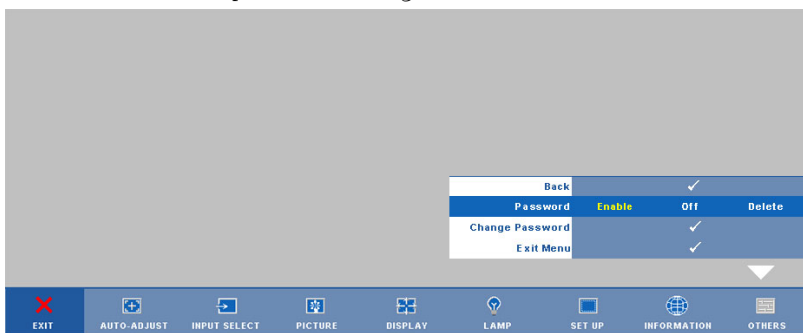 Back
Password Enable Off Delete
Change Password
Exit Menu
EXIT AUTO-ADJUST INPUT SELECT PICTURE DISPLAY LAMP SET UP INFORMATION OTHERS